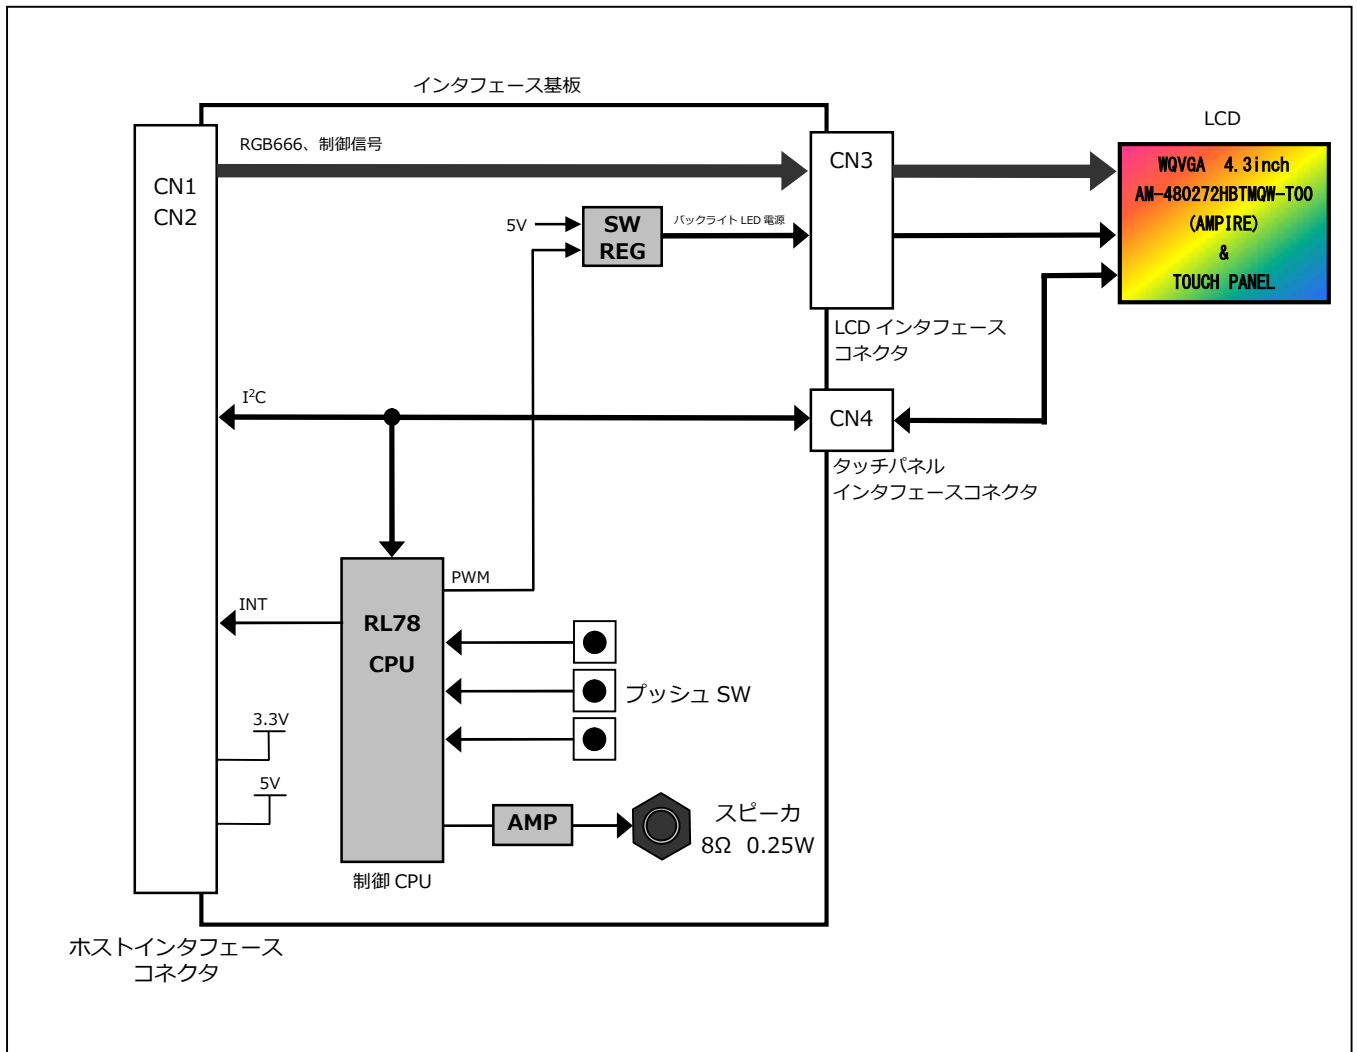 インタフェース基板
LCD
RGB666、制御信号
CN1
CN2
CN3
WQVGA 4.3inch
AM-480272HBTMQW-T00
(AMPIRE)
&
TOUCH PANEL
5V
SW
REG
バックライト LED 電源
LCD インタフェース
コネクタ
I²C
CN4
タッチパネル
インタフェースコネクタ
PWM
INT
RL78
CPU
プッシュ SW
3.3V
5V
AMP
スピーカ
8Ω 0.25W
制御 CPU
ホストインタフェース
コネクタ